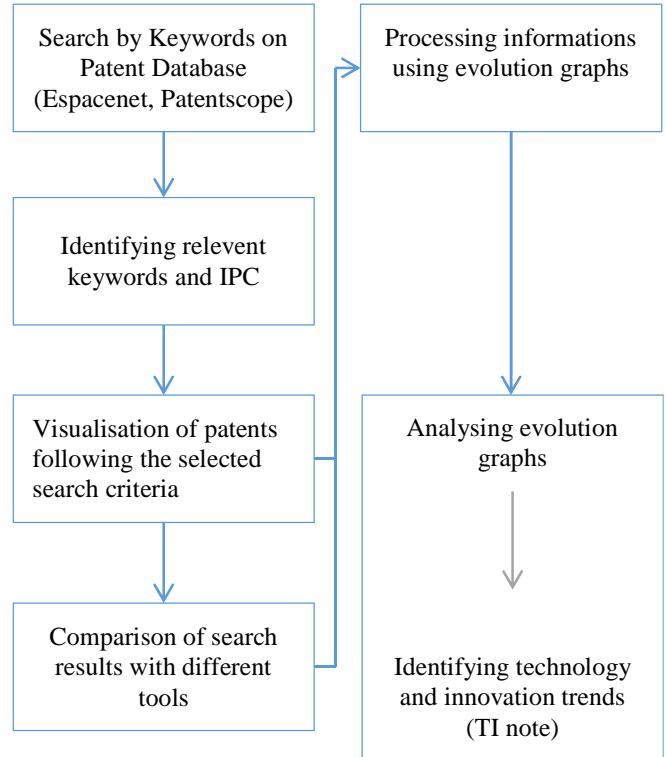 Search by Keywords on
Patent Database
(Espacenet, Patentscope)
Identifying relevent
keywords and IPC
Visualisation of patents
following the selected
search criteria
Comparison of search
results with different
tools
Processing informations
using evolution graphs
Analysing evolution
graphs
Identifying technology
and innovation trends
(TI note)